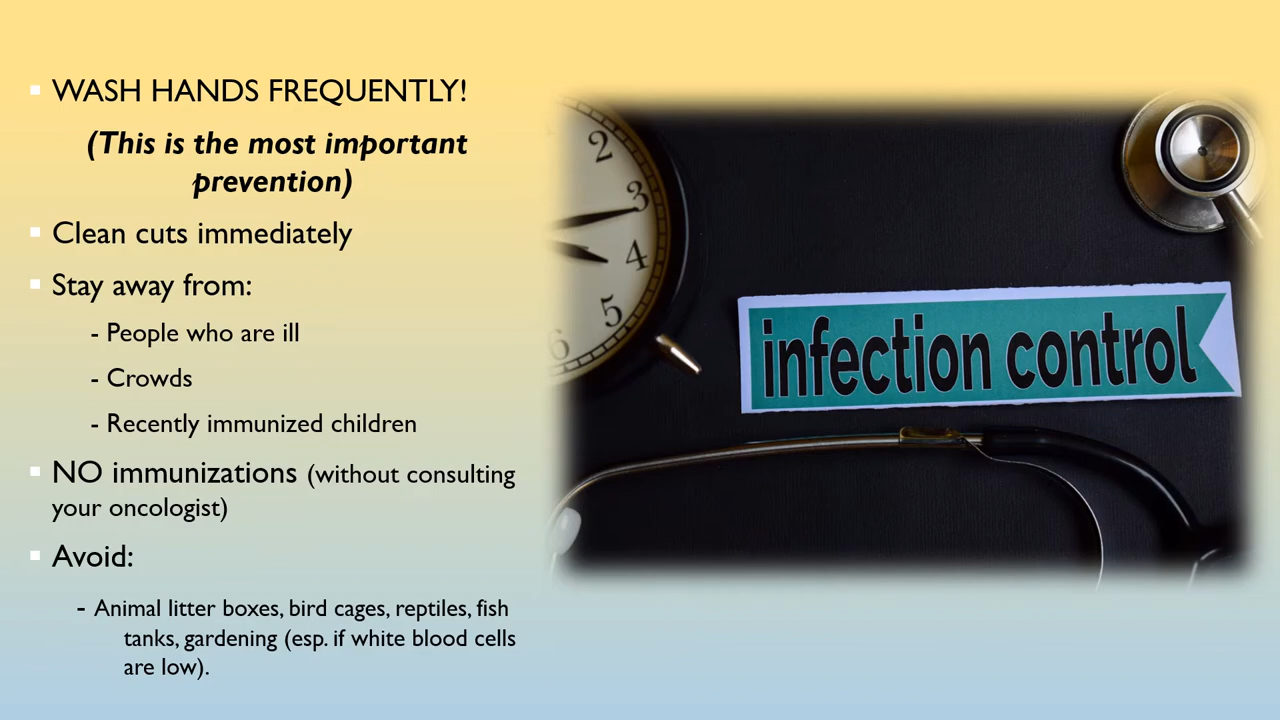 WASH HANDS FREQUENTLY!
(This is the most important
prevention)
Clean cuts immediately
Stay away from:
- People who are ill
- Crowds
- Recently immunized children
NO immunizations (without consulting
your oncologist)
Avoid:
- Animal litter boxes, bird cages, reptiles, fish
tanks, gardening (esp. if white blood cells
are low).
2
3
4
5
6
infection control